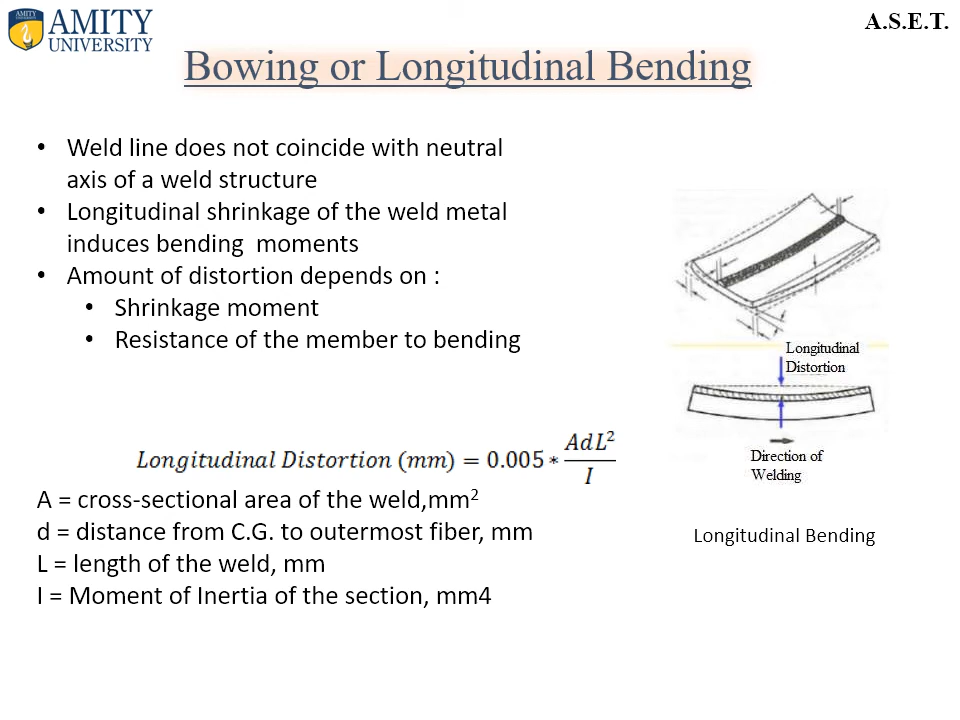 AMITY
AMITY
UNIVERSITY
A.S.E.T.
Bowing or Longitudinal Bending
• Weld line does not coincide with neutral
axis of a weld structure
• Longitudinal shrinkage of the weld metal
induces bending moments
• Amount of distortion depends on :
• Shrinkage moment
• Resistance of the member to bending
Longitudinal
Distortion
Direction of
Welding
Longitudinal Bending
Longitudinal Distortion (mm) = 0.005 * AdL² / I
A = cross-sectional area of the weld,mm²
d = distance from C.G. to outermost fiber, mm
L = length of the weld, mm
I = Moment of Inertia of the section, mm4